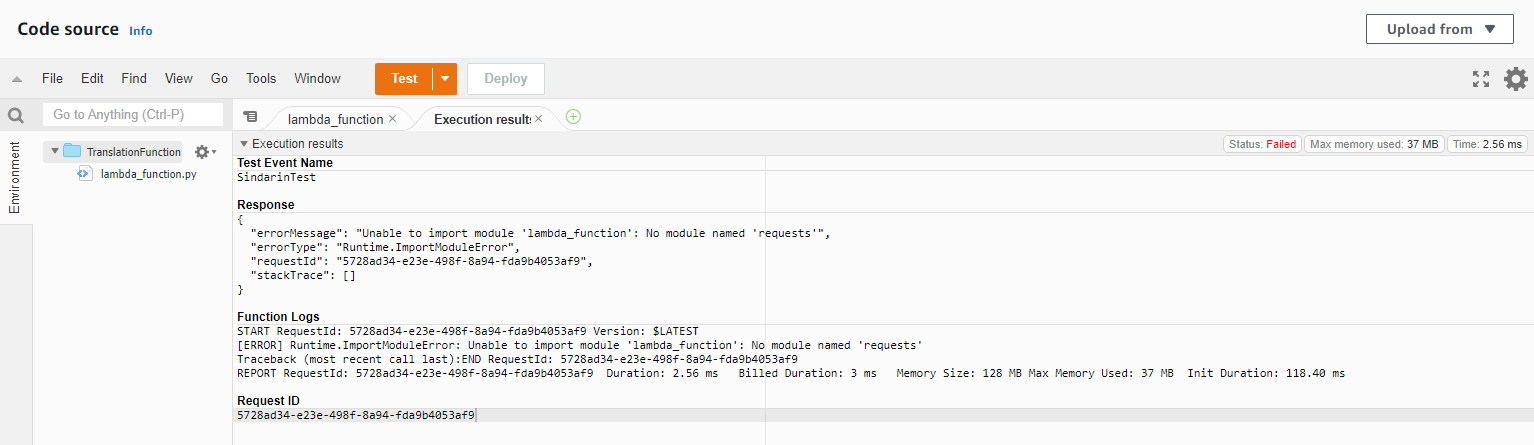 Code source Info
Upload from
File Edit Find View Go Tools Window Test Deploy
Go to Anything (Ctrl-P)
lambda_function Execution results
Environment
TranslationFunction
lambda_function.py
Execution results Status: Failed Max memory used: 37 MB Time: 2.56 ms
Test Event Name
SindarinTest
Response
{
"errorMessage": "Unable to import module 'lambda_function': No module named 'requests'",
"errorType": "Runtime.ImportModuleError",
"requestId": "5728ad34-e23e-498f-8a94-fda9b4053af9",
"stackTrace": []
}
Function Logs
START RequestId: 5728ad34-e23e-498f-8a94-fda9b4053af9 Version: $LATEST
[ERROR] Runtime.ImportModuleError: Unable to import module 'lambda_function': No module named 'requests'
Traceback (most recent call last):END RequestId: 5728ad34-e23e-498f-8a94-fda9b4053af9
REPORT RequestId: 5728ad34-e23e-498f-8a94-fda9b4053af9 Duration: 2.56 ms Billed Duration: 3 ms Memory Size: 128 MB Max Memory Used: 37 MB Init Duration: 118.40 ms
Request ID
5728ad34-e23e-498f-8a94-fda9b4053af9